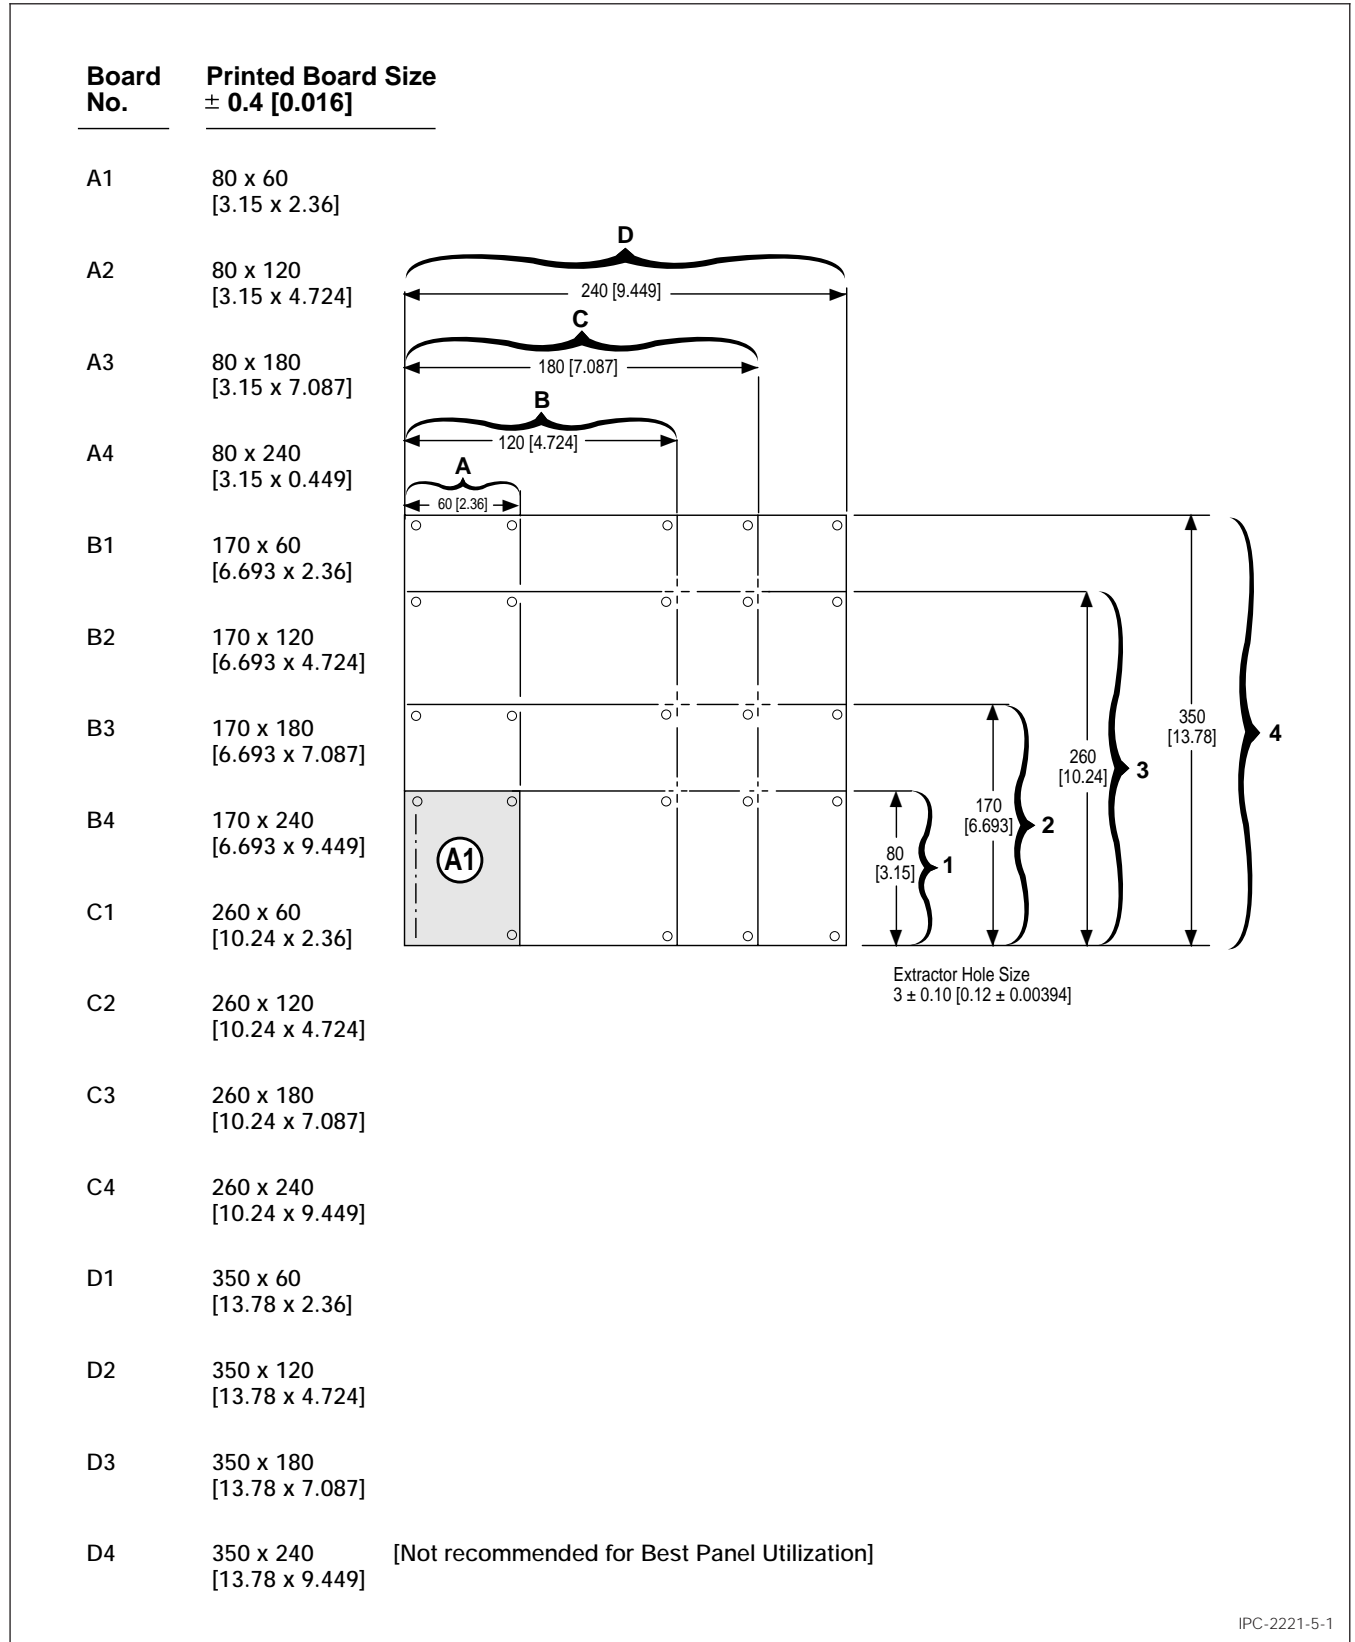 Board Printed Board Size
No. ± 0.4 [0.016]
A1 80 x 60
[3.15 x 2.36]
A2 80 x 120
[3.15 x 4.724]
A3 80 x 180
[3.15 x 7.087]
A4 80 x 240
[3.15 x 0.449]
B1 170 x 60
[6.693 x 2.36]
B2 170 x 120
[6.693 x 4.724]
B3 170 x 180
[6.693 x 7.087]
B4 170 x 240
[6.693 x 9.449]
C1 260 x 60
[10.24 x 2.36]
C2 260 x 120
[10.24 x 4.724]
C3 260 x 180
[10.24 x 7.087]
C4 260 x 240
[10.24 x 9.449]
D1 350 x 60
[13.78 x 2.36]
D2 350 x 120
[13.78 x 4.724]
D3 350 x 180
[13.78 x 7.087]
D4 350 x 240 [Not recommended for Best Panel Utilization]
[13.78 x 9.449]
D
240 [9.449]
C
180 [7.087]
B
120 [4.724]
A
60 [2.36]
A1
80
[3.15]
1
170
[6.693]
2
260
[10.24]
3
350
[13.78]
4
Extractor Hole Size
3 ± 0.10 [0.12 ± 0.00394]
IPC-2221-5-1